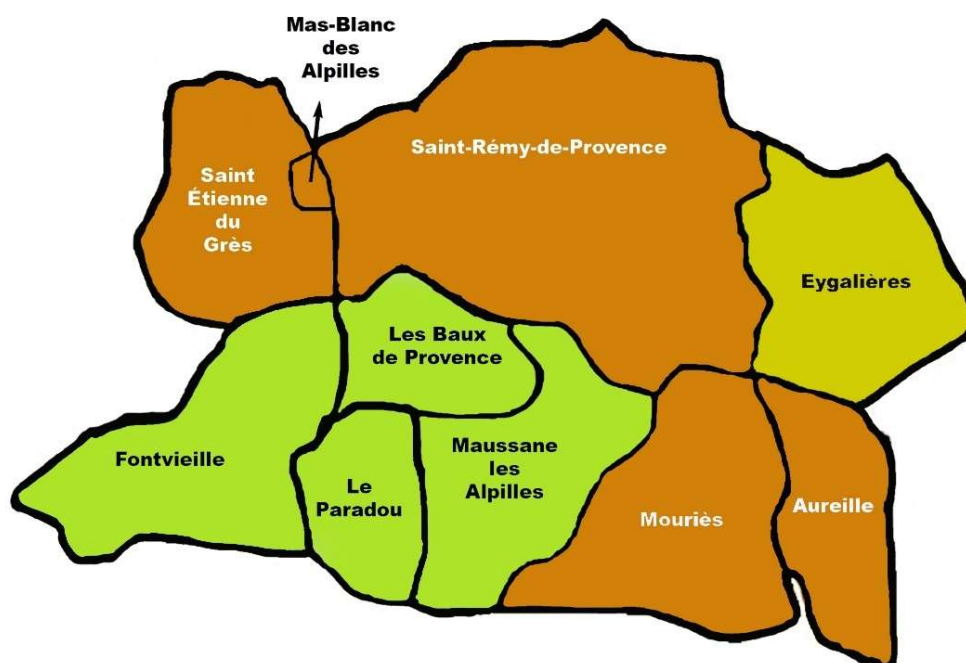 Mas-Blanc
des
Alpilles
Saint-Rémy-de-Provence
Saint
Étienne
du
Grès
Eygalières
Les Baux
de Provence
Fontvieille
Maussane
les
Alpilles
Le
Paradou
Mouriès
Aureille